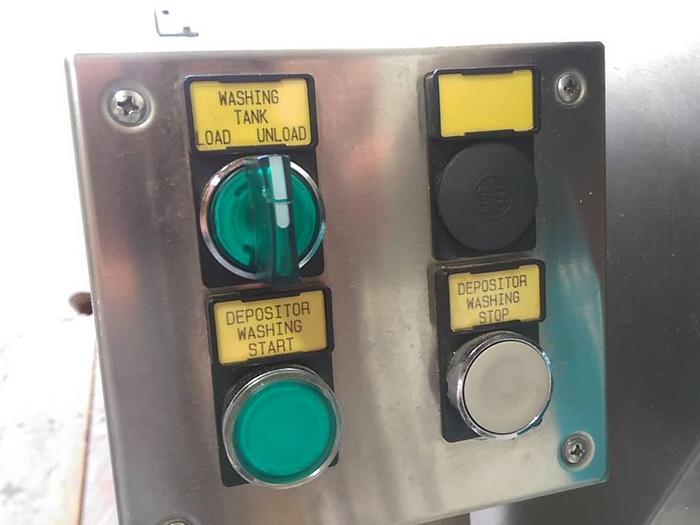 WASHING
TANK
LOAD UNLOAD
DEPOSITOR
WASHING
START
DEPOSITOR
WASHING
STOP